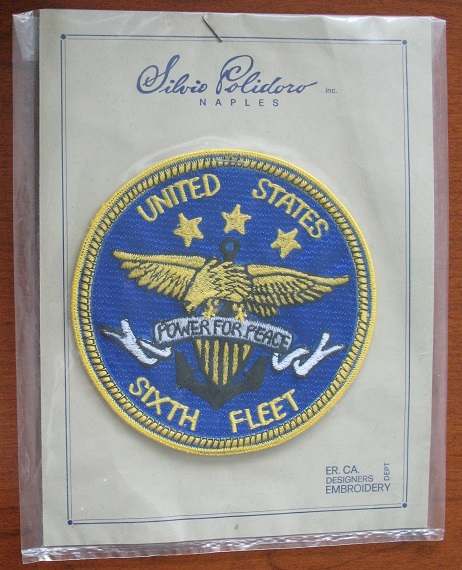 Silvio Polidoro inc.
NAPLES
UNITED STATES
POWER FOR PEACE
SIXTH FLEET
ER. CA.
DESIGNERS
EMBROIDERY
DEPT